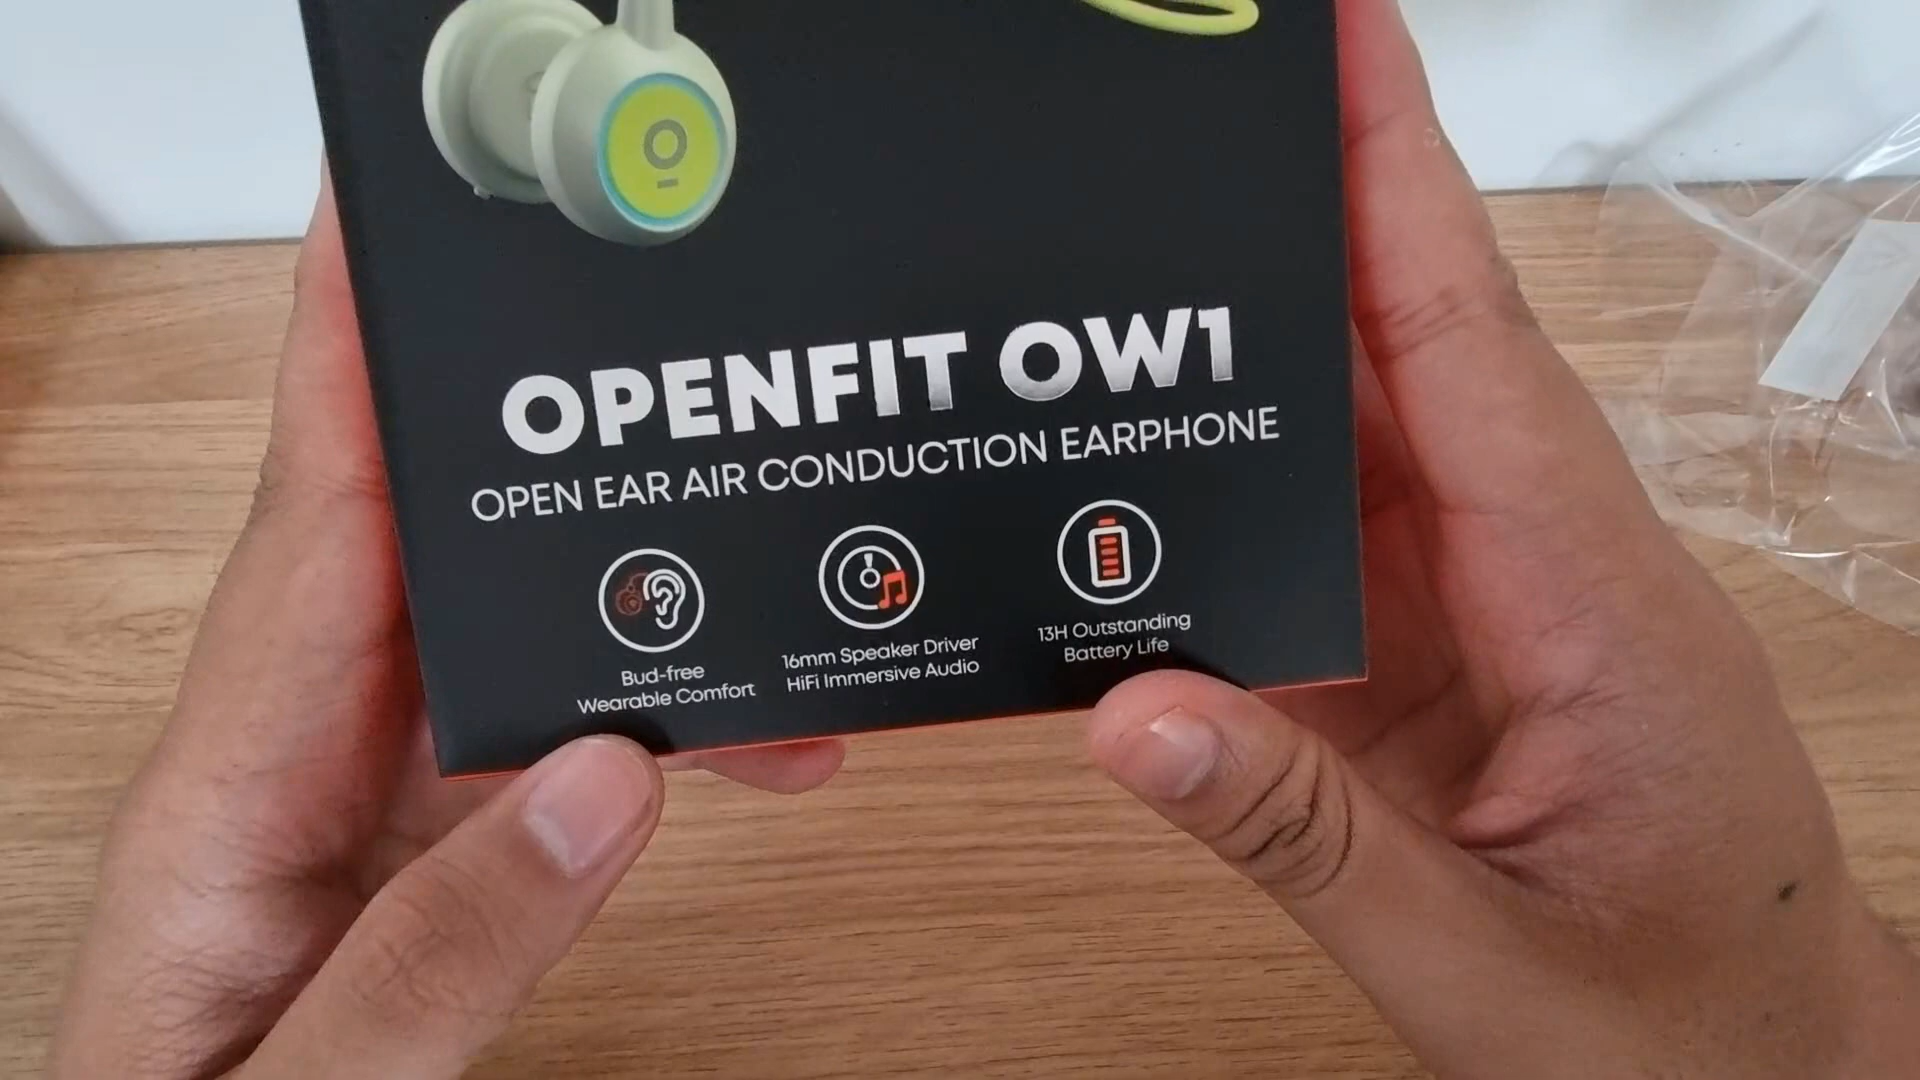 OPENFIT OW1
OPEN EAR AIR CONDUCTION EARPHONE
Bud-free
Wearable Comfort
16mm Speaker Driver
HiFi Immersive Audio
13H Outstanding
Battery Life